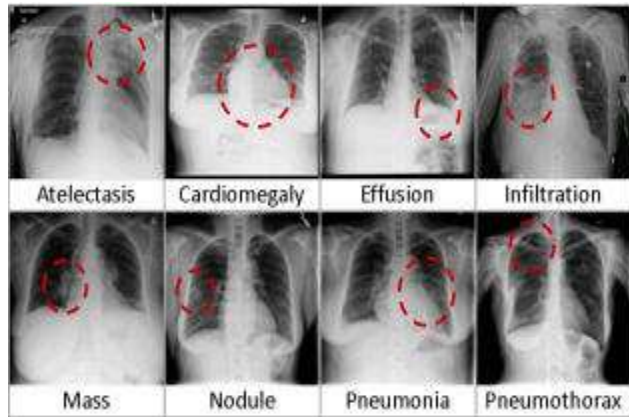 Atelectasis
Cardiomegaly
Effusion
Infiltration
Mass
Nodule
Pneumonia
Pneumothorax